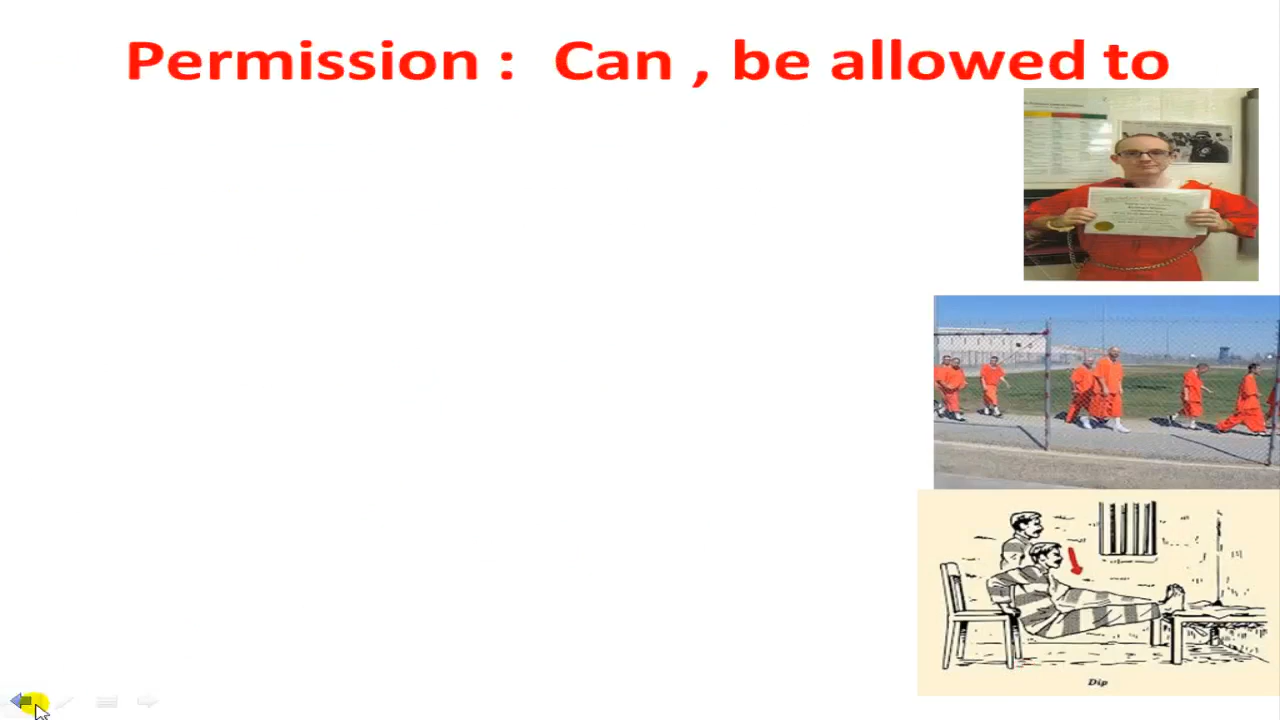 Permission : Can , be allowed to
Dip